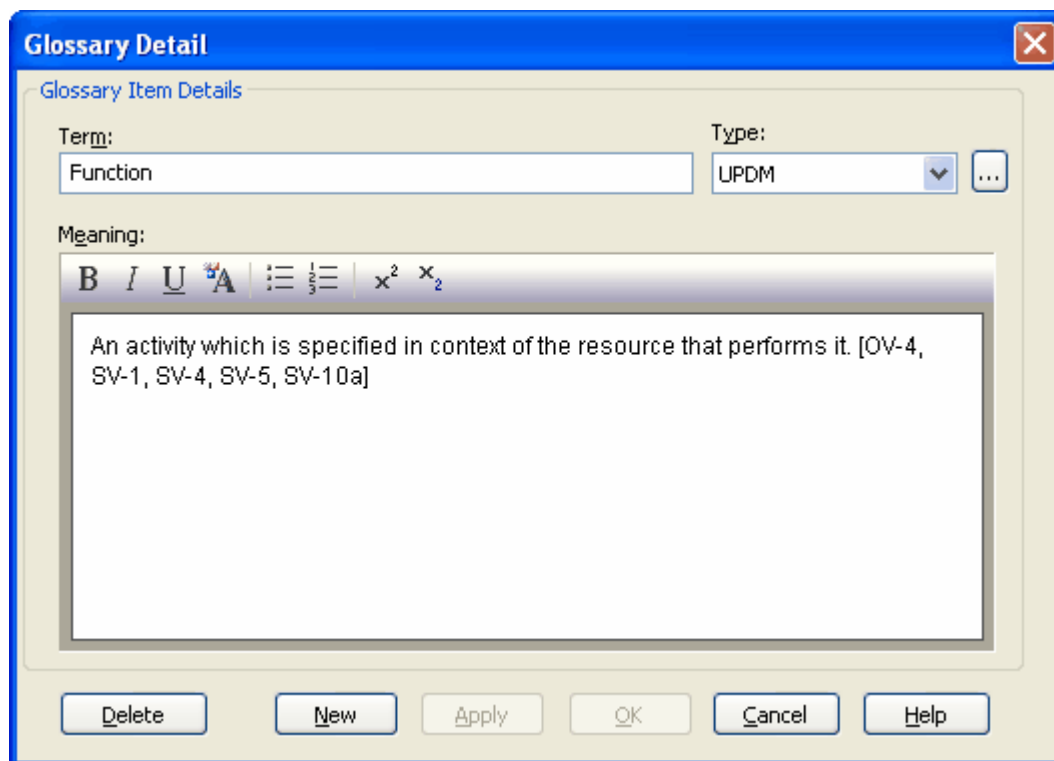 Glossary Detail
Glossary Item Details
Term:
Type:
Function
UPDM
...
Meaning:
B I U A x² x₂
An activity which is specified in context of the resource that performs it. [OV-4,
SV-1, SV-4, SV-5, SV-10a]
Delete New Apply OK Cancel Help